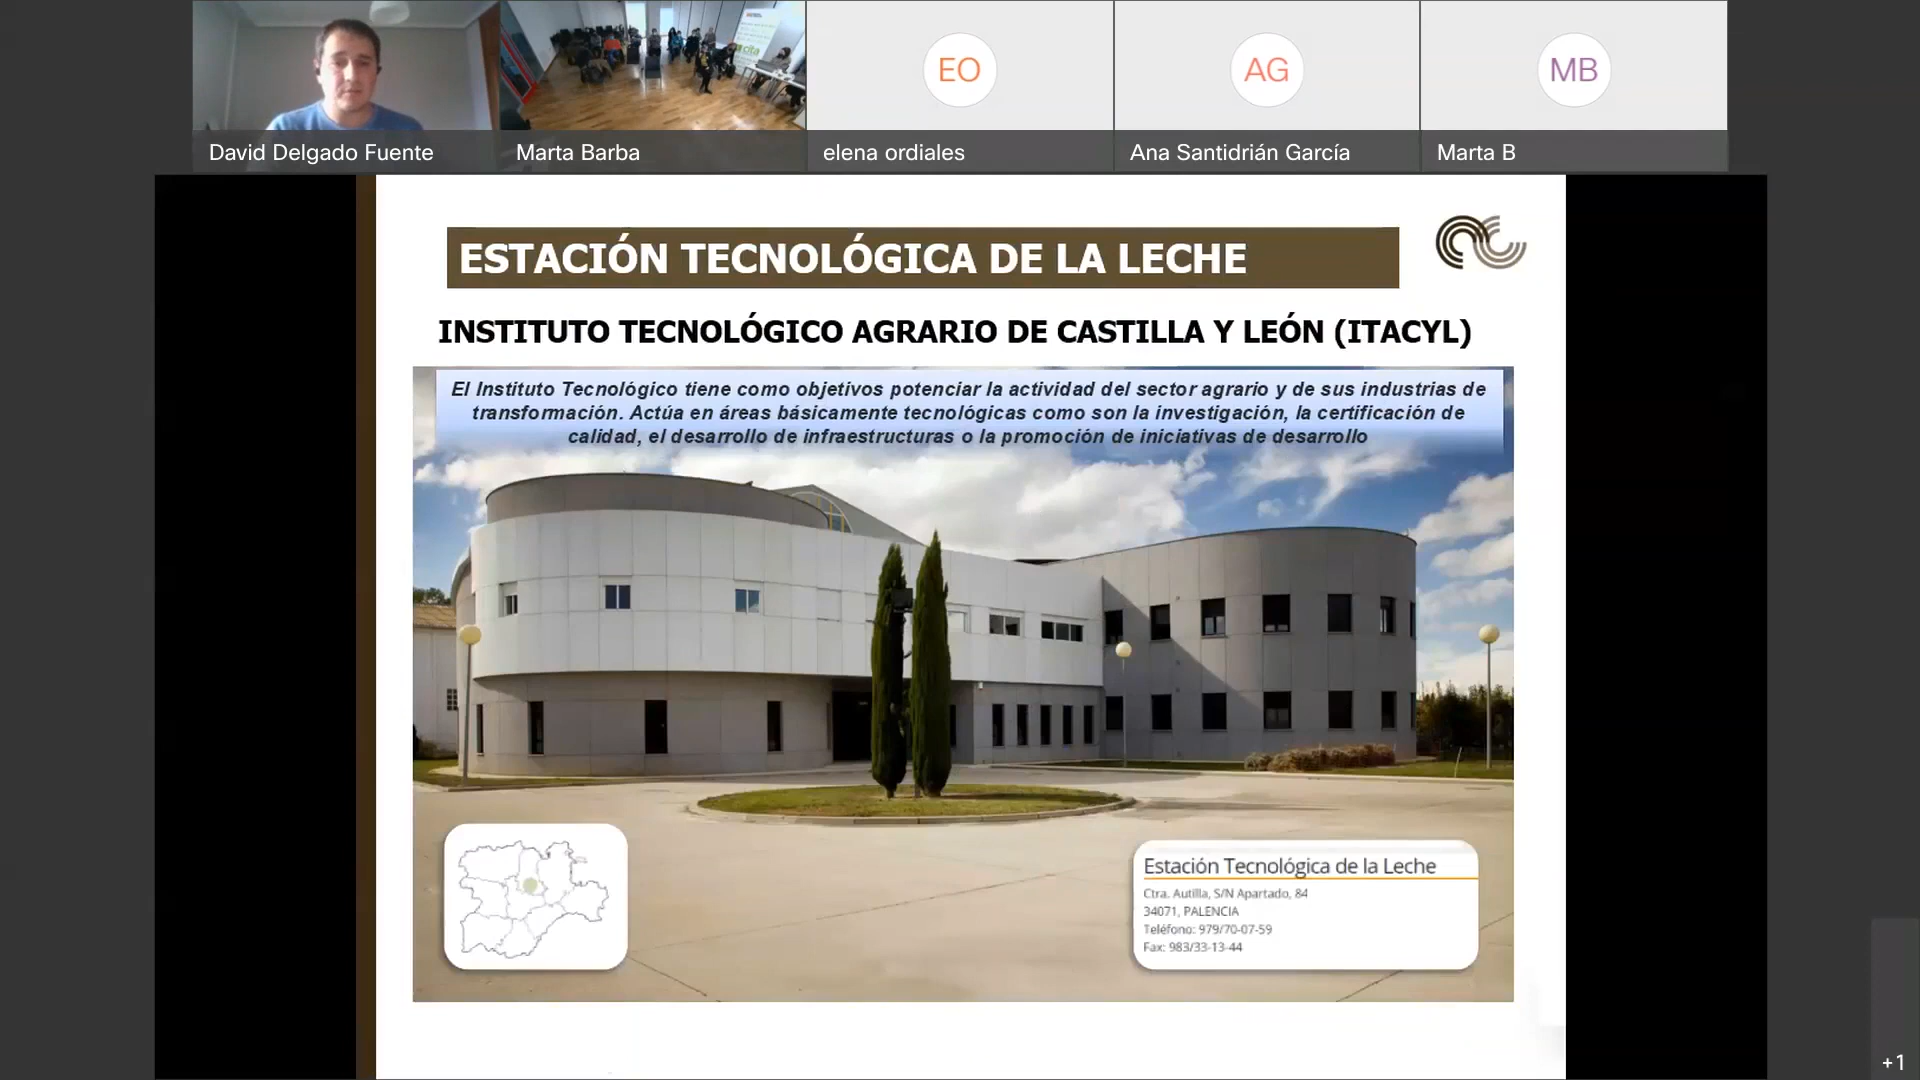 EO
AG
MB
David Delgado Fuente
Marta Barba
elena ordiales
Ana Santidrián García
Marta B
ESTACIÓN TECNOLÓGICA DE LA LECHE
INSTITUTO TECNOLÓGICO AGRARIO DE CASTILLA Y LEÓN (ITACYL)
El Instituto Tecnológico tiene como objetivos potenciar la actividad del sector agrario y de sus industrias de
transformación. Actúa en áreas básicamente tecnológicas como son la investigación, la certificación de
calidad, el desarrollo de infraestructuras o la promoción de iniciativas de desarrollo
Estación Tecnológica de la Leche
Ctra. Autilla, S/N Apartado, 84
34071, PALENCIA
Teléfono: 979/70-07-59
Fax: 983/33-13-44
+1